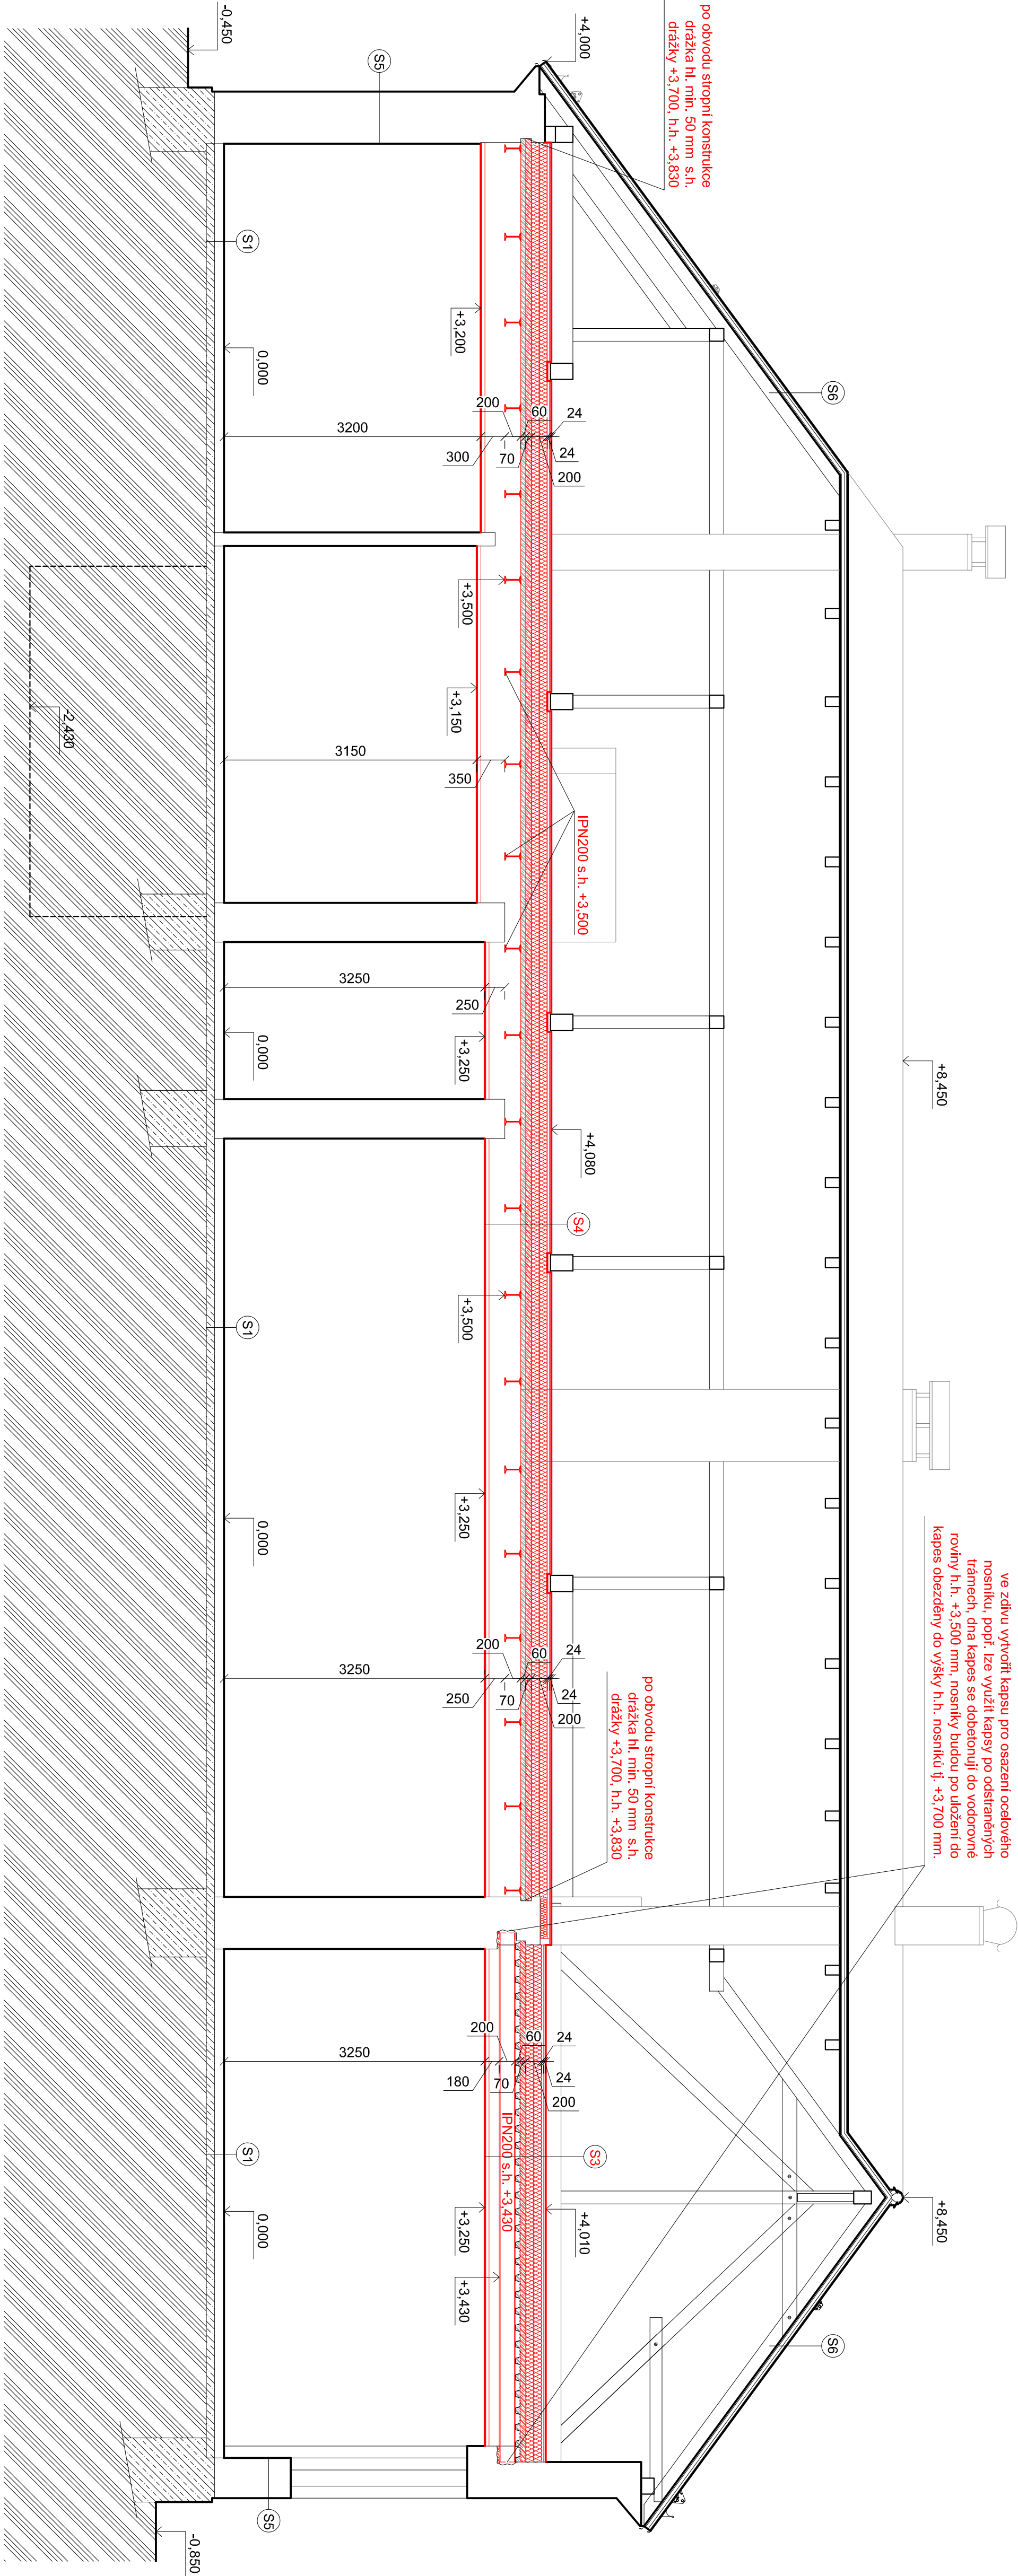 po obvodu stropní konstrukce
drážka hl. min. 50 mm s.h.
drážky +3,700, h.h. +3,830
+4,000
-0,450
S5
S1
S6
+3,200
0,000
200
60
24
3200
300
70
24
200
+3,500
+3,150
-2,430
3150
350
IPN200 s.h. +3,500
3250
250
0,000
+3,250
+8,450
+4,080
S4
+3,500
S1
+3,250
0,000
ve zdivu vytvořit kapsu pro osazení ocelového
nosníku, popř. lze využít kapsy po odstraněných
trámech, dna kapes se dobetonují do vodorovné
roviny h.h. +3,500 mm, nosníky budou po uložení do
kapes obezděny do výšky h.h. nosníků tj. +3,700 mm.
200
60
24
3250
250
70
24
200
po obvodu stropní konstrukce
drážka hl. min. 50 mm s.h.
drážky +3,700, h.h. +3,830
200
60
24
3250
180
70
24
200
IPN200 s.h. +3,430
S3
S1
+8,450
+4,010
+3,250
0,000
+3,430
S6
S5
-0,850